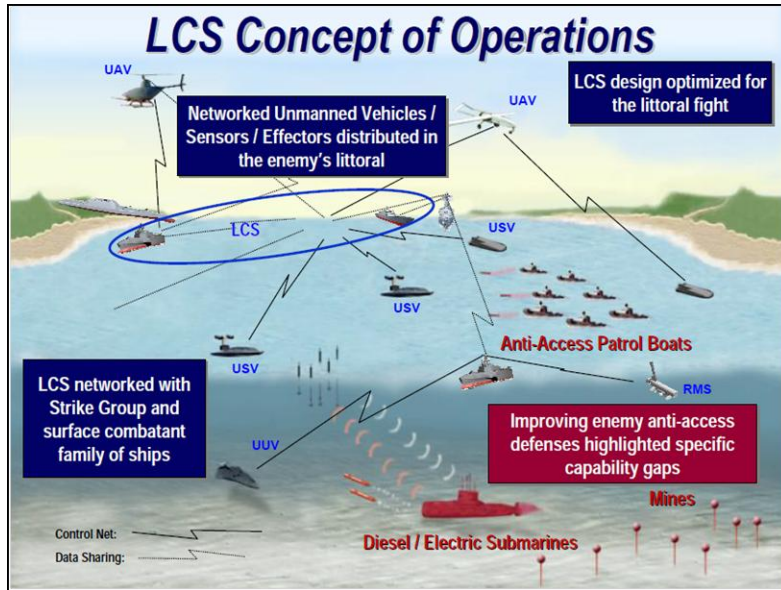 LCS Concept of Operations
UAV
Networked Unmanned Vehicles /
Sensors / Effectors distributed in
the enemy's littoral
UAV
LCS design optimized for
the littoral fight
LCS
USV
USV
USV
Anti-Access Patrol Boats
LCS networked with
Strike Group and
surface combatant
family of ships
RMS
UUV
Improving enemy anti-access
defenses highlighted specific
capability gaps
Mines
Control Net:
Data Sharing:
Diesel / Electric Submarines